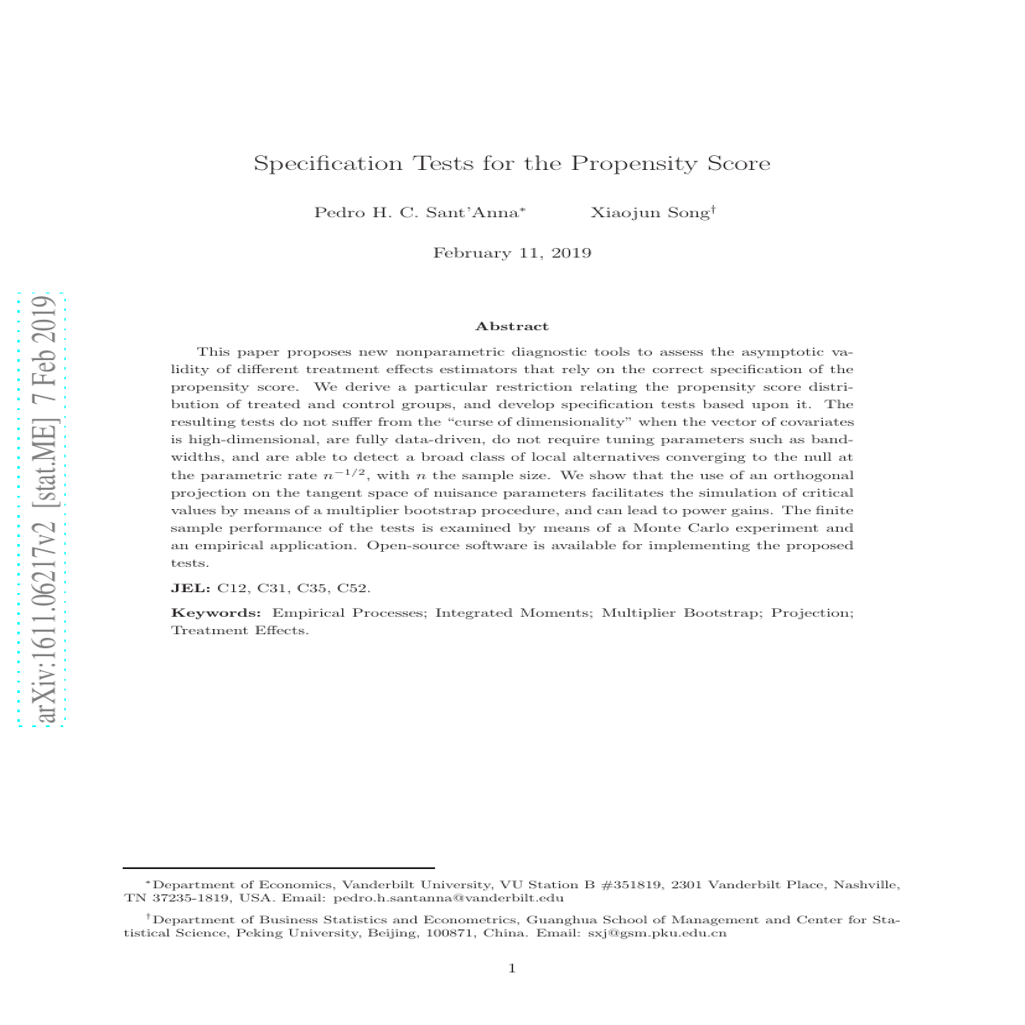 Specification Tests for the Propensity Score
Pedro H. C. Sant'Anna* Xiaojun Song†
February 11, 2019
arXiv:1611.06217v2 [stat.ME] 7 Feb 2019
Abstract
This paper proposes new nonparametric diagnostic tools to assess the asymptotic va-
lidity of different treatment effects estimators that rely on the correct specification of the
propensity score. We derive a particular restriction relating the propensity score distri-
bution of treated and control groups, and develop specification tests based upon it. The
resulting tests do not suffer from the “curse of dimensionality” when the vector of covariates
is high-dimensional, are fully data-driven, do not require tuning parameters such as band-
widths, and are able to detect a broad class of local alternatives converging to the null at
the parametric rate n−1/2, with n the sample size. We show that the use of an orthogonal
projection on the tangent space of nuisance parameters facilitates the simulation of critical
values by means of a multiplier bootstrap procedure, and can lead to power gains. The finite
sample performance of the tests is examined by means of a Monte Carlo experiment and
an empirical application. Open-source software is available for implementing the proposed
tests.
JEL: C12, C31, C35, C52.
Keywords: Empirical Processes; Integrated Moments; Multiplier Bootstrap; Projection;
Treatment Effects.
*Department of Economics, Vanderbilt University, VU Station B #351819, 2301 Vanderbilt Place, Nashville,
TN 37235-1819, USA. Email: pedro.h.santanna@vanderbilt.edu
†Department of Business Statistics and Econometrics, Guanghua School of Management and Center for Sta-
tistical Science, Peking University, Beijing, 100871, China. Email: sxj@gsm.pku.edu.cn
1